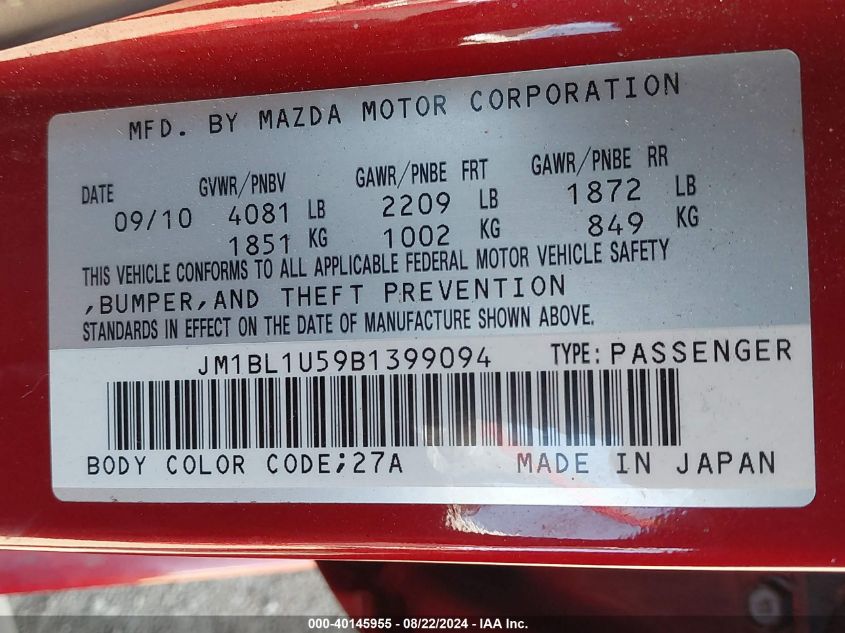 MFD. BY MAZDA MOTOR CORPORATION
DATE GVWR/PNBV GAWR/PNBE FRT GAWR/PNBE RR
09/10 4081 LB 2209 LB 1872 LB
1851 KG 1002 KG 849 KG
THIS VEHICLE CONFORMS TO ALL APPLICABLE FEDERAL MOTOR VEHICLE SAFETY
,BUMPER,AND THEFT PREVENTION
STANDARDS IN EFFECT ON THE DATE OF MANUFACTURE SHOWN ABOVE.
JM1BL1U59B1399094 TYPE: PASSENGER
BODY COLOR CODE;27A MADE IN JAPAN
000-40145955 - 08/22/2024 - IAA Inc.